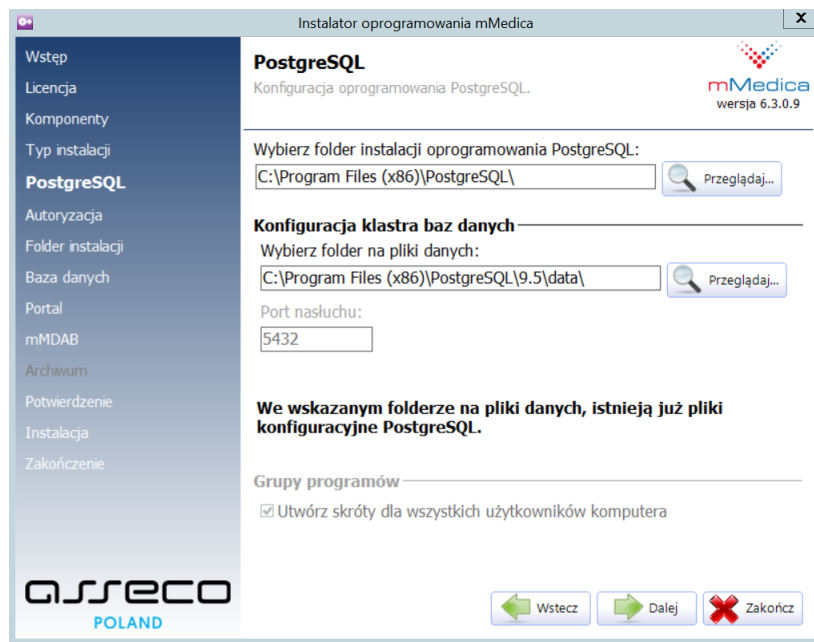 Instalator oprogramowania mMedica
x
Wstęp
Licencja
Komponenty
Typ instalacji
PostgreSQL
Autoryzacja
Folder instalacji
Baza danych
Portal
mMDAB
Archiwum
Potwierdzenie
Instalacja
Zakończenie
asseco
POLAND
PostgreSQL
Konfiguracja oprogramowania PostgreSQL.
mMedica
wersja 6.3.0.9
Wybierz folder instalacji oprogramowania PostgreSQL:
C:\Program Files (x86)\PostgreSQL\
Przeglądaj...
Konfiguracja klastra baz danych
Wybierz folder na pliki danych:
C:\Program Files (x86)\PostgreSQL\9.5\data\
Przeglądaj...
Port nasłuchu:
5432
We wskazanym folderze na pliki danych, istnieją już pliki
konfiguracyjne PostgreSQL.
Grupy programów
Utwórz skróty dla wszystkich użytkowników komputera
Wstecz
Dalej
Zakończ